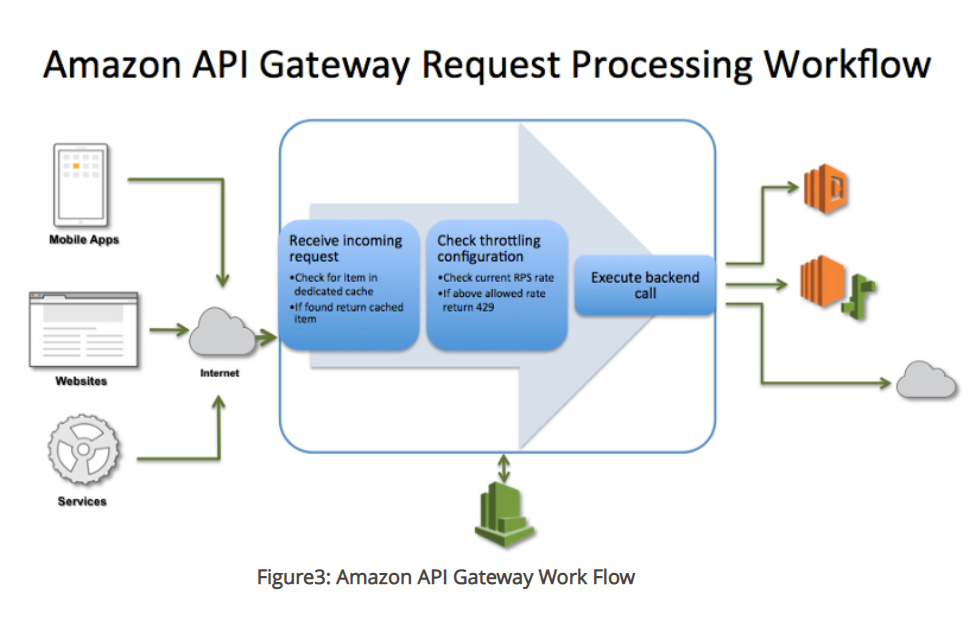 Amazon API Gateway Request Processing Workflow
Mobile Apps
Websites
Services
Internet
Receive incoming
request
•Check for item in
dedicated cache
•If found return cached
item
Check throttling
configuration
•Check current RPS rate
•If above allowed rate
return 429
Execute backend
call
Figure3: Amazon API Gateway Work Flow